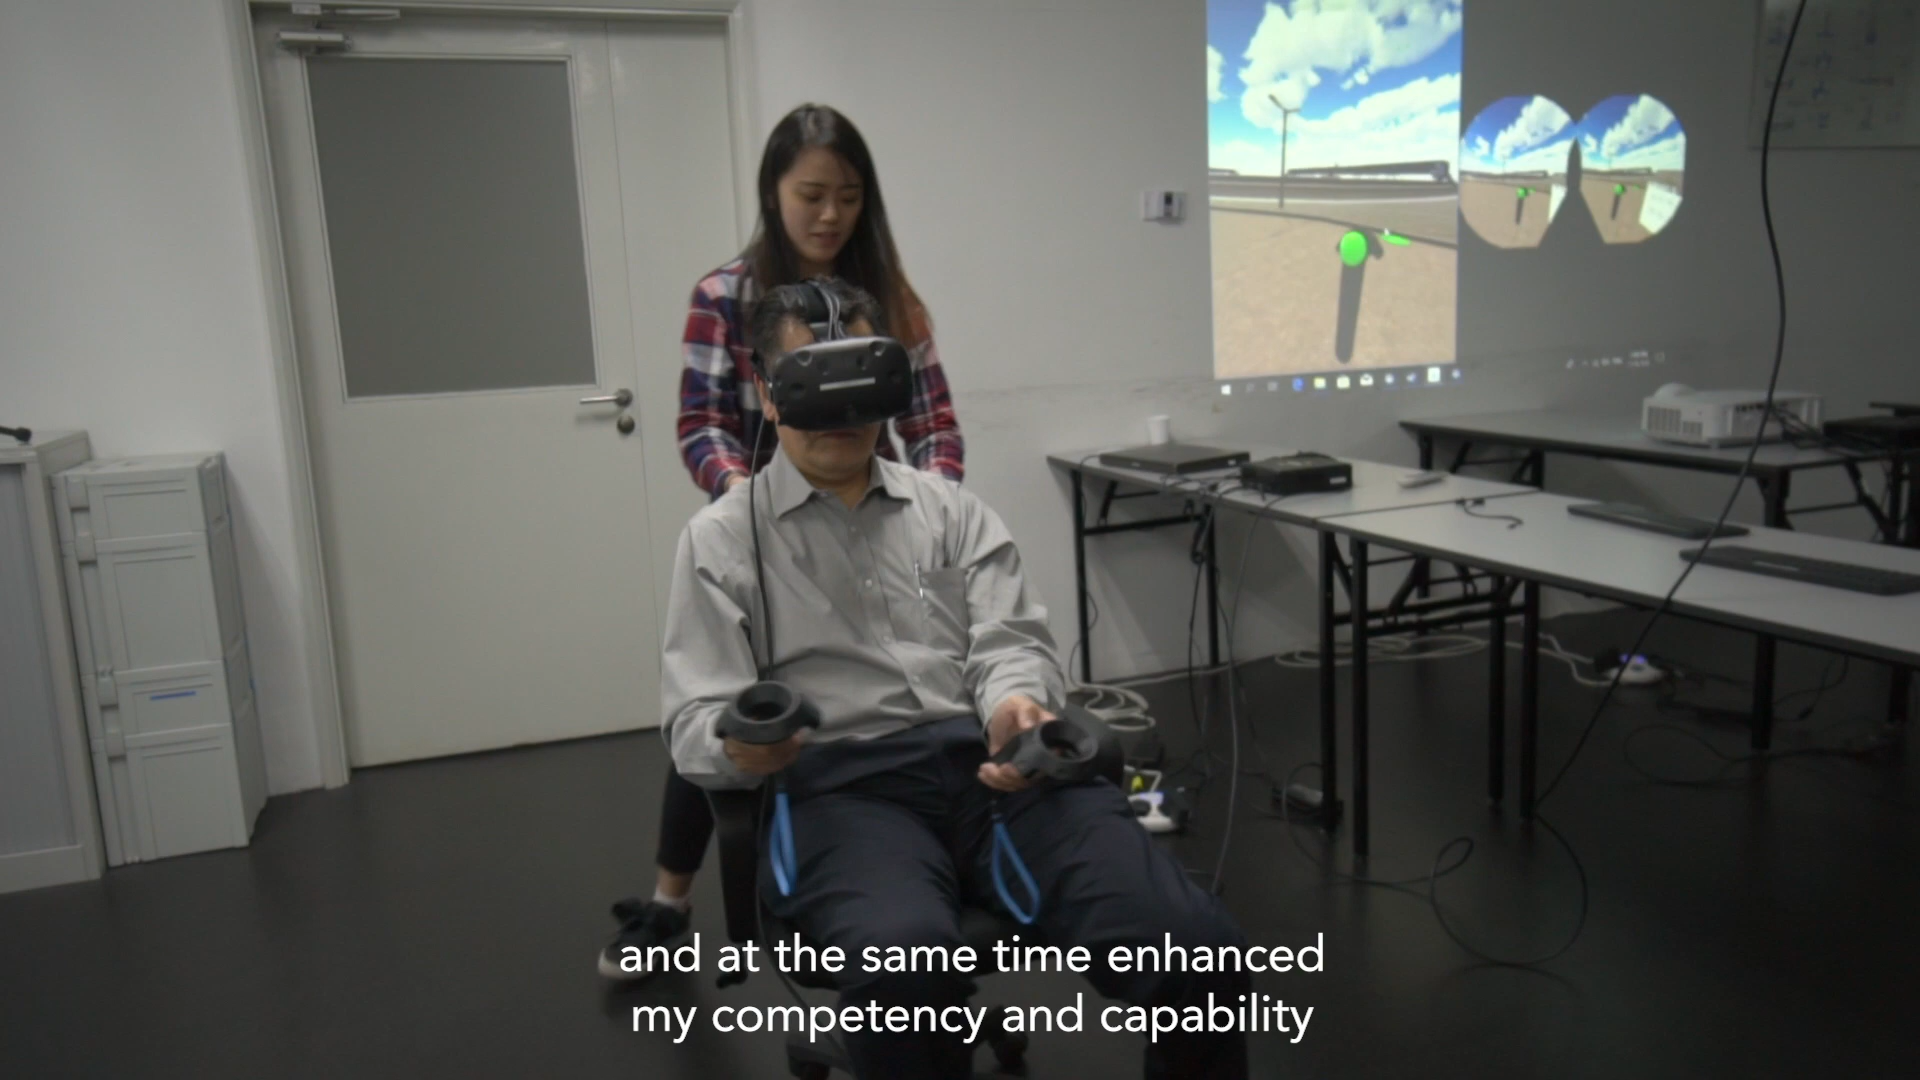 and at the same time enhanced
my competency and capability